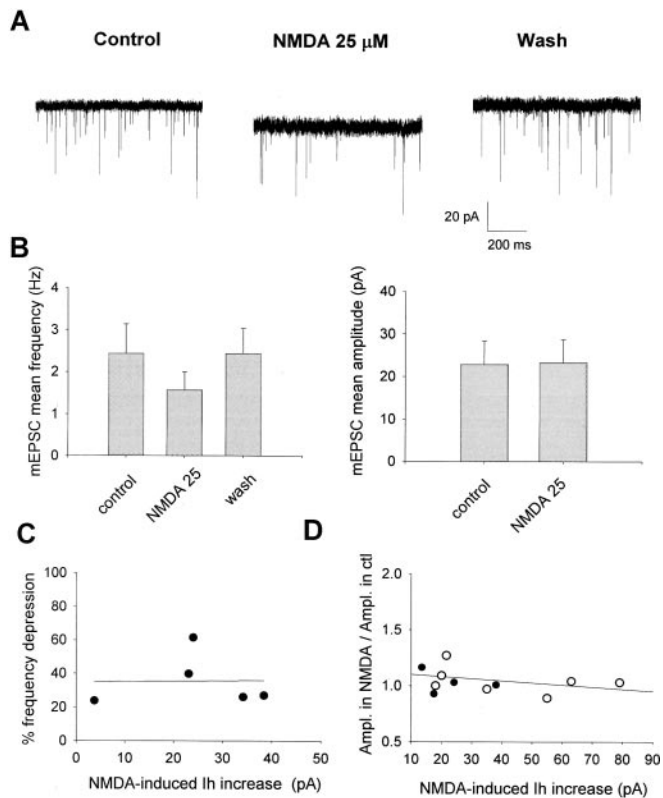 A
Control NMDA 25 μM Wash
20 pA
200 ms
B
mEPSC mean frequency (Hz)
4
3
2
1
0
control NMDA 25 wash
mEPSC mean amplitude (pA)
40
30
20
10
0
control NMDA 25
C
% frequency depression
100
80
60
40
20
0
0 10 20 30 40 50
NMDA-induced Ih increase (pA)
D
Ampl. in NMDA / Ampl. in ctl
2.0
1.5
1.0
0.5
10 20 30 40 50 60 70 80 90
NMDA-induced Ih increase (pA)